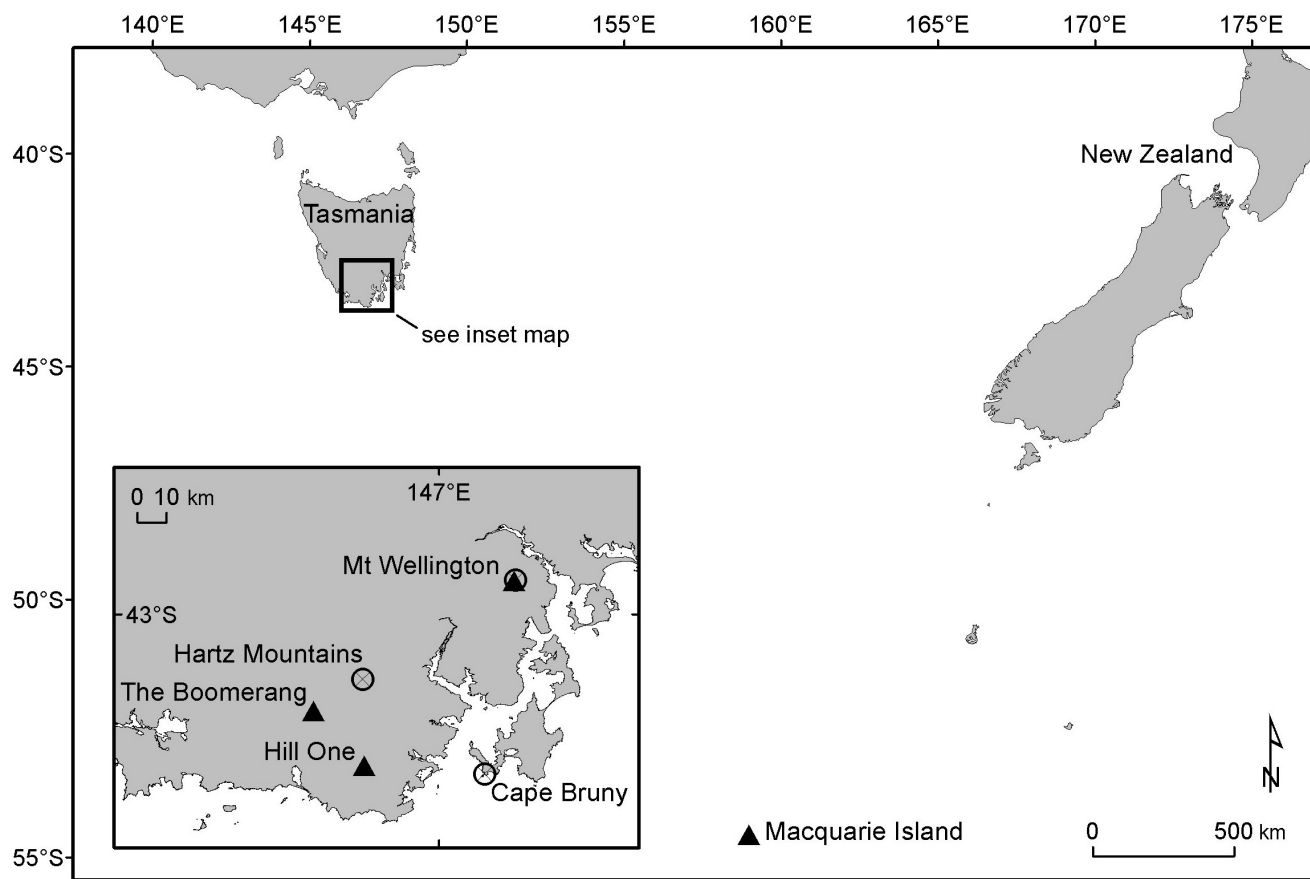 140°E 145°E 150°E 155°E 160°E 165°E 170°E 175°E
40°S
New Zealand
Tasmania
see inset map
45°S
0 10 km
147°E
Mt Wellington
50°S
43°S
Hartz Mountains
The Boomerang
Hill One
Cape Bruny
N
Macquarie Island
0 500 km
55°S